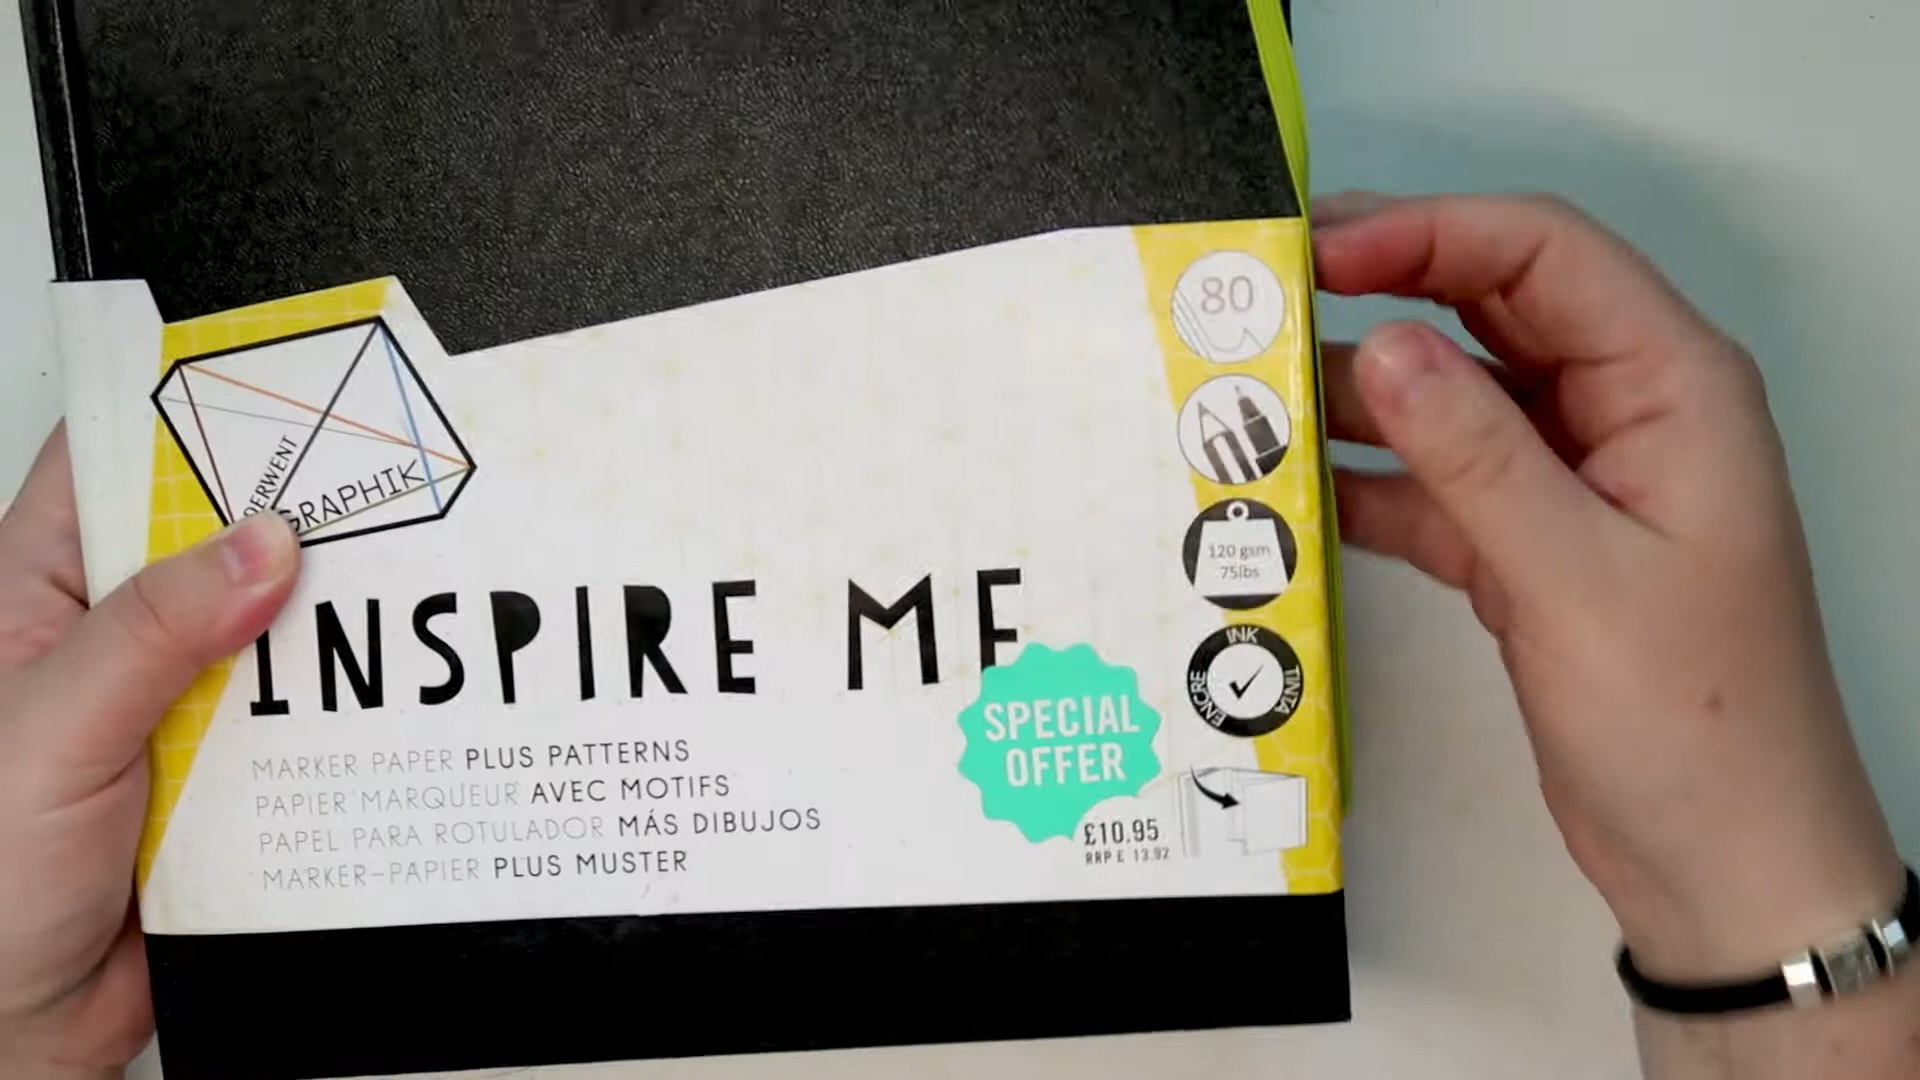 80
DERWENT
GRAPHIK
120 gsm
75lbs
INSPIRE ME
INK
ENCRE
TINTA
SPECIAL
OFFER
MARKER PAPER PLUS PATTERNS
PAPIER MARQUEUR AVEC MOTIFS
PAPEL PARA ROTULADOR MÁS DIBUJOS
MARKER-PAPIER PLUS MUSTER
£10.95
RRP £ 13.92